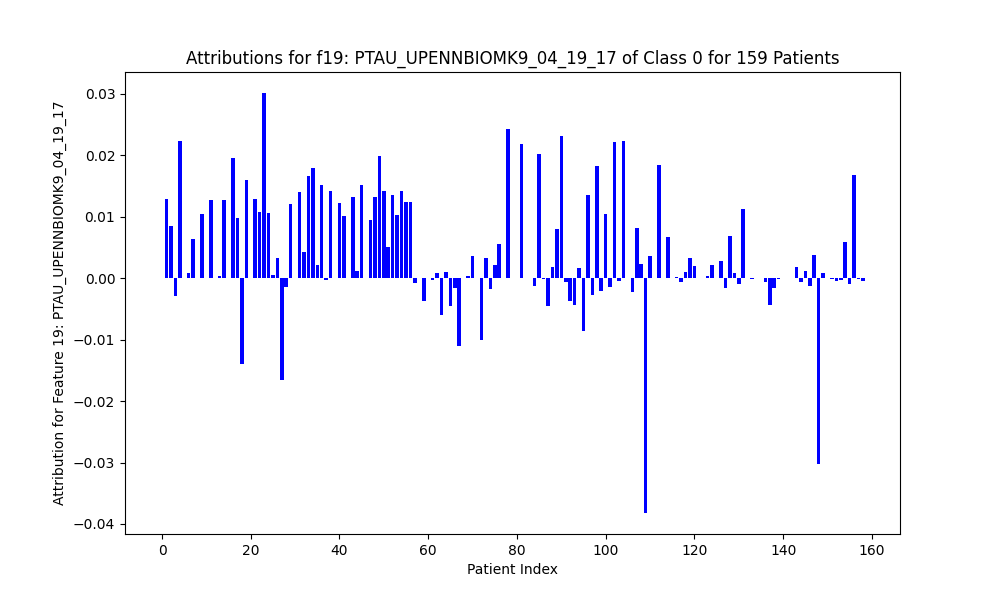 Attributions for f19: PTAU_UPENNBIOMK9_04_19_17 of Class 0 for 159 Patients
Attribution for Feature 19: PTAU_UPENNBIOMK9_04_19_17
0.03
0.02
0.01
0.00
−0.01
−0.02
−0.03
−0.04
0 20 40 60 80 100 120 140 160
Patient Index